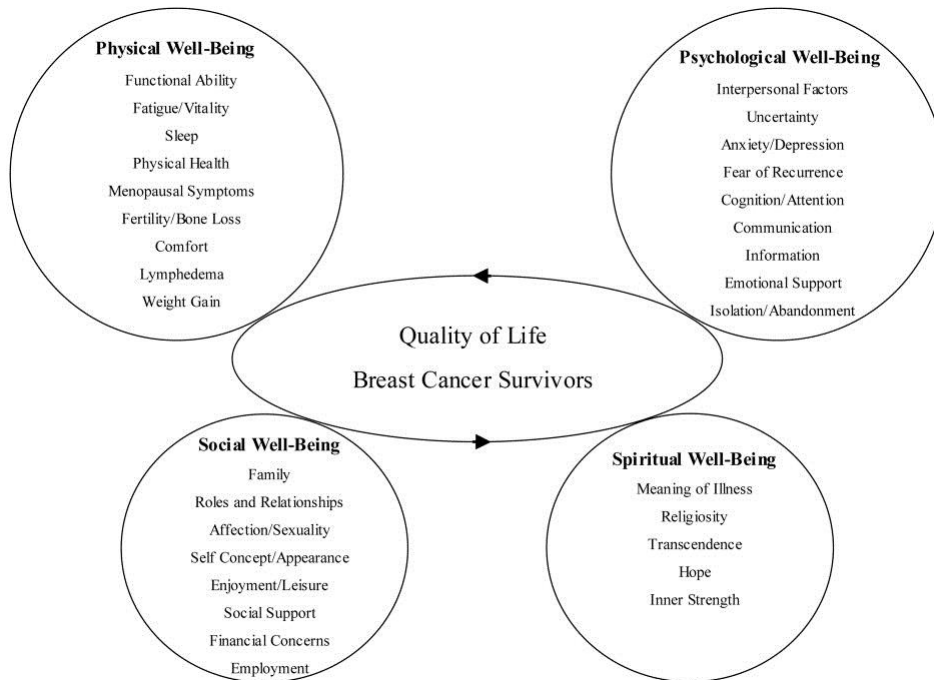 Physical Well-Being
Functional Ability
Fatigue/Vitality
Sleep
Physical Health
Menopausal Symptoms
Fertility/Bone Loss
Comfort
Lymphedema
Weight Gain
Psychological Well-Being
Interpersonal Factors
Uncertainty
Anxiety/Depression
Fear of Recurrence
Cognition/Attention
Communication
Information
Emotional Support
Isolation/Abandonment
Quality of Life
Breast Cancer Survivors
Social Well-Being
Family
Roles and Relationships
Affection/Sexuality
Self Concept/Appearance
Enjoyment/Leisure
Social Support
Financial Concerns
Employment
Spiritual Well-Being
Meaning of Illness
Religiosity
Transcendence
Hope
Inner Strength